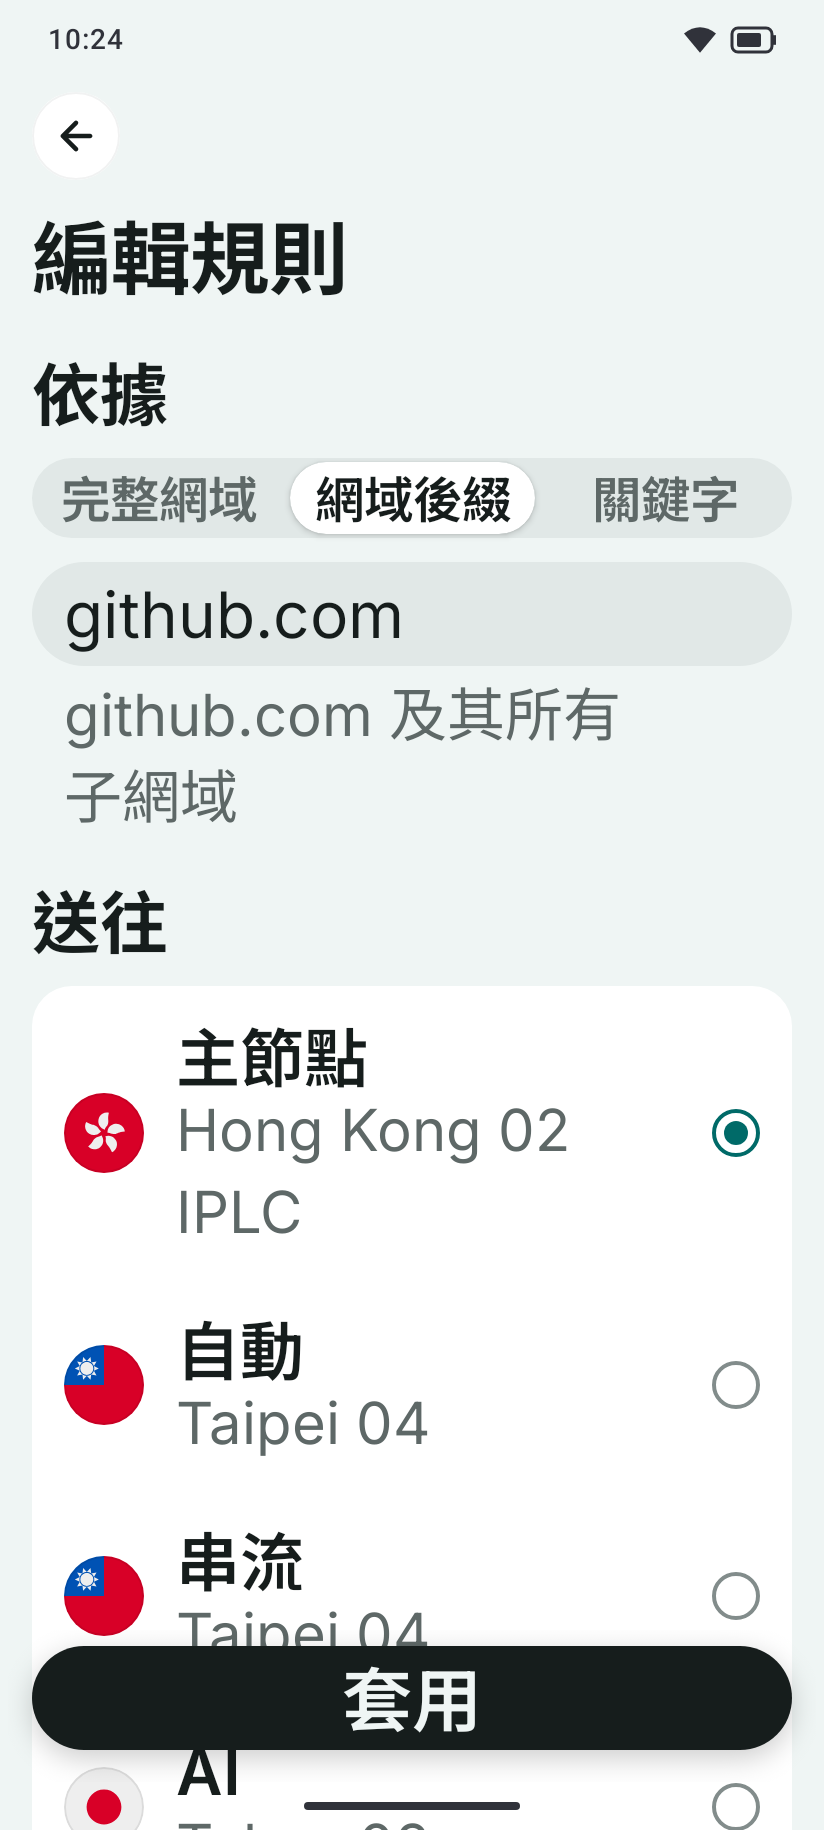 10:24
編輯規則
依據
完整網域
網域後綴
關鍵字
github.com
github.com 及其所有
子網域
送往
主節點
Hong Kong 02
IPLC
自動
Taipei 04
串流
Taipei 04
套用
AI